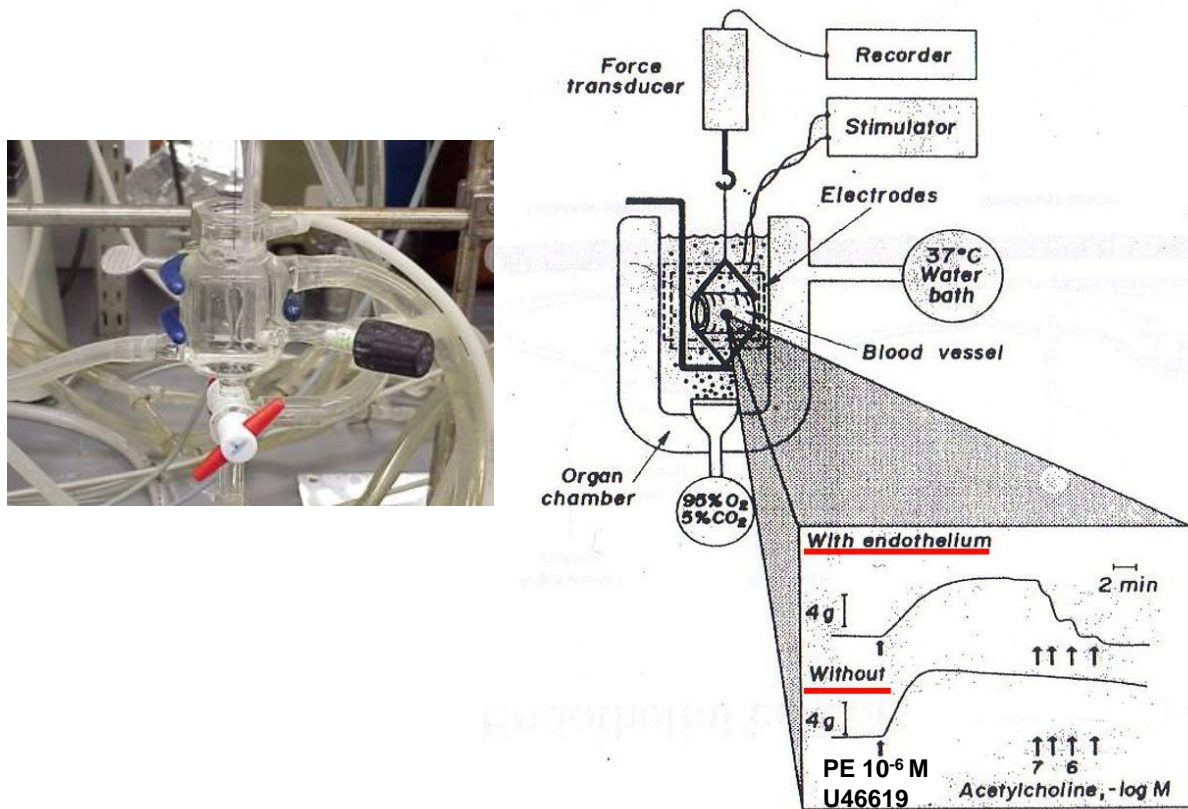 Recorder
Force
transducer
Stimulator
Electrodes
37°C
Water
bath
Blood vessel
Organ
chamber
95% O₂
5% CO₂
With endothelium
2 min
4g
Without
4g
7 6
PE 10⁻⁶ M
U46619
Acetylcholine, -log M